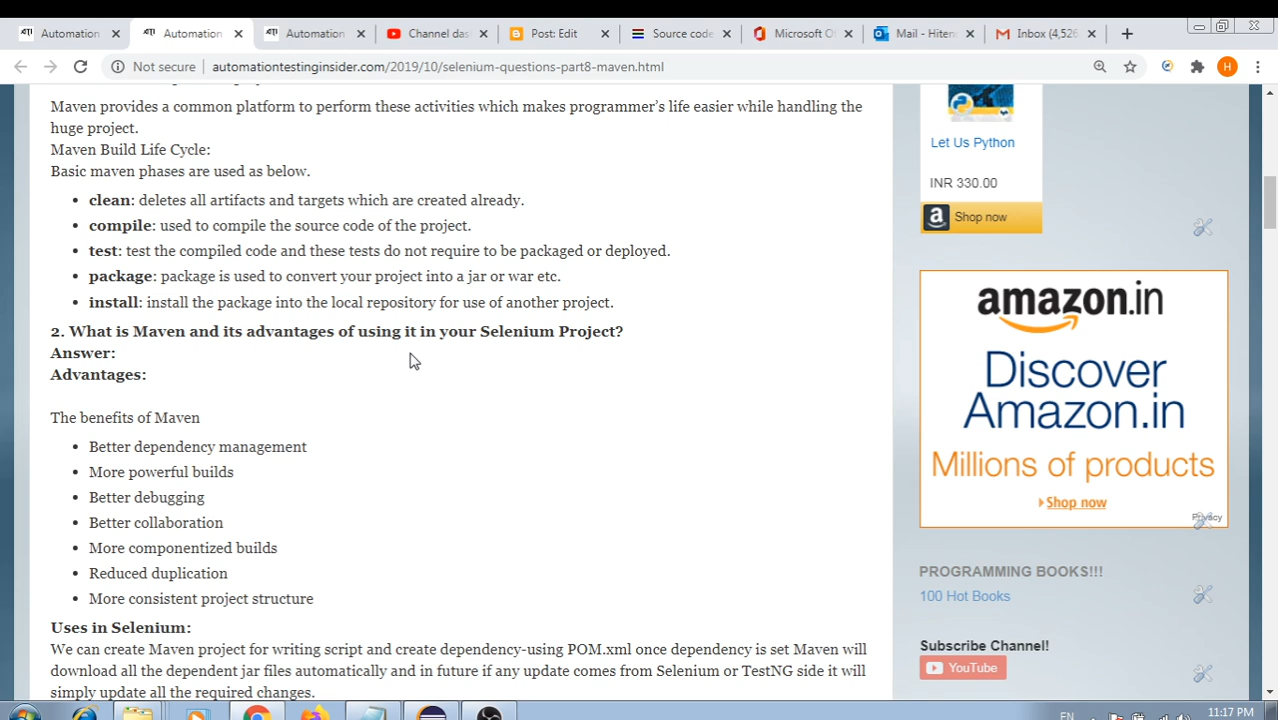 Automation
Automation
Automation
Channel das
Post: Edit
Source code
Microsoft Of
Mail - Hiten
Inbox (4,526
Not secure
automationtestinginsider.com/2019/10/selenium-questions-part8-maven.html
H
Maven provides a common platform to perform these activities which makes programmer's life easier while handling the
huge project.
Maven Build Life Cycle:
Basic maven phases are used as below.
clean: deletes all artifacts and targets which are created already.
compile: used to compile the source code of the project.
test: test the compiled code and these tests do not require to be packaged or deployed.
package: package is used to convert your project into a jar or war etc.
install: install the package into the local repository for use of another project.
2. What is Maven and its advantages of using it in your Selenium Project?
Answer:
Advantages:
The benefits of Maven
Better dependency management
More powerful builds
Better debugging
Better collaboration
More componentized builds
Reduced duplication
More consistent project structure
Uses in Selenium:
We can create Maven project for writing script and create dependency-using POM.xml once dependency is set Maven will
download all the dependent jar files automatically and in future if any update comes from Selenium or TestNG side it will
simply update all the required changes.
Let Us Python
INR 330.00
Shop now
amazon.in
Discover
Amazon.in
Millions of products
Shop now
Privacy
PROGRAMMING BOOKS!!!
100 Hot Books
Subscribe Channel!
YouTube
EN
11:17 PM